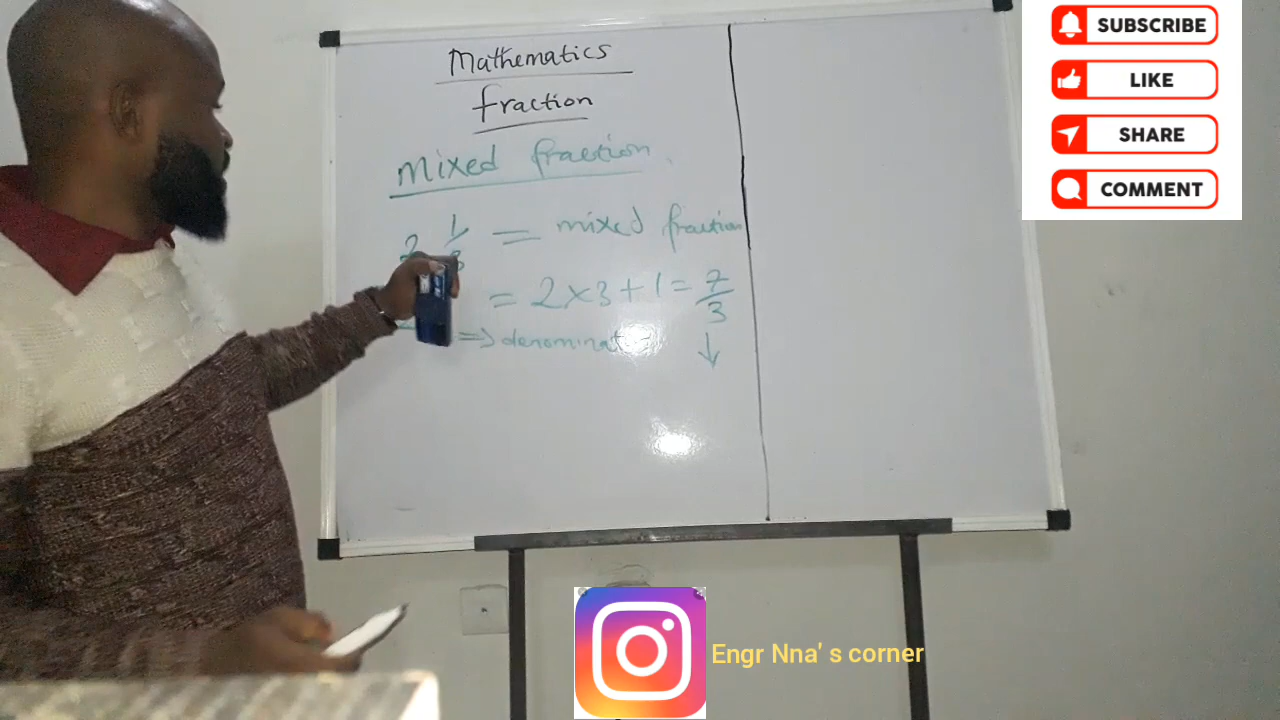 Mathematics
fraction
mixed fraction
2 1/3 = mixed fraction
= 2 x 3 + 1 = 7/3
=> denominat
↓
SUBSCRIBE
LIKE
SHARE
COMMENT
Engr Nna's corner